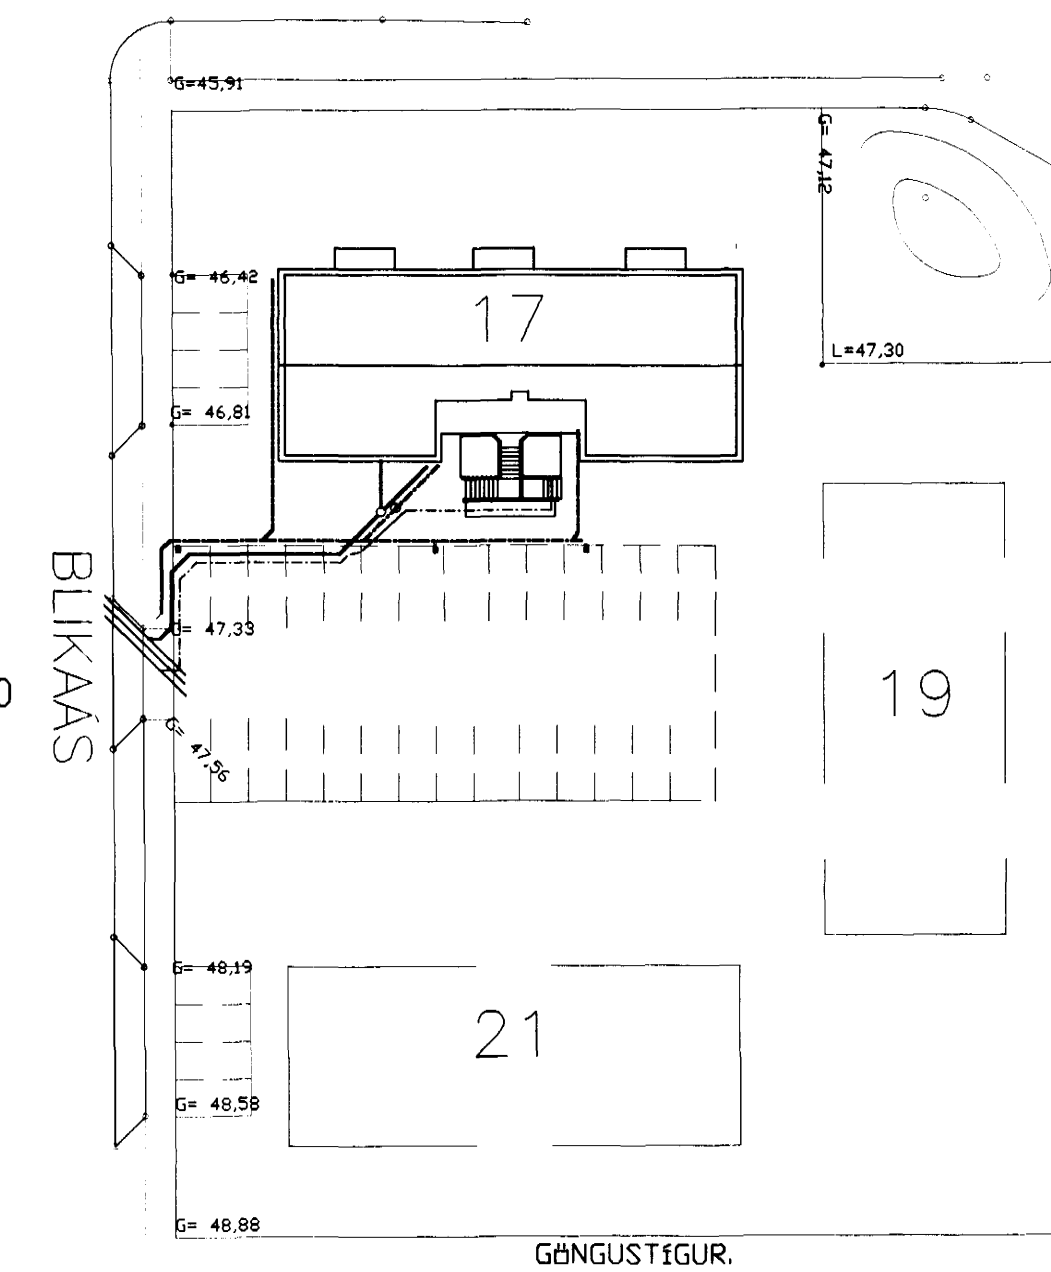 G=45,91
G= 47,12
G= 46,42
17
L=47,30
G= 46,81
BLIKAÁS
G= 47,33
19
G= 47,56
G= 48,19
21
G= 48,58
G= 48,88
GÖNGUSTÍGUR.